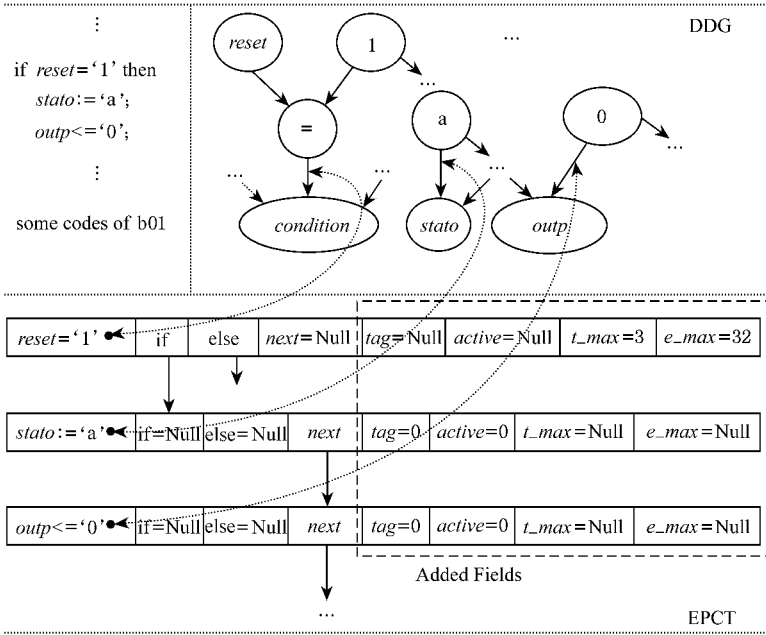 ⋮
if reset=‘1’ then
stato:=‘a’;
outp<=‘0’;
⋮
some codes of b01
DDG
reset
1
...
...
=
a
0
...
...
...
...
...
condition
stato
outp
reset=‘1’ if else next=Null tag=Null active=Null t_max=3 e_max=32
stato:=‘a’ if=Null else=Null next tag=0 active=0 t_max=Null e_max=Null
outp<=‘0’ if=Null else=Null next tag=0 active=0 t_max=Null e_max=Null
Added Fields
...
EPCT